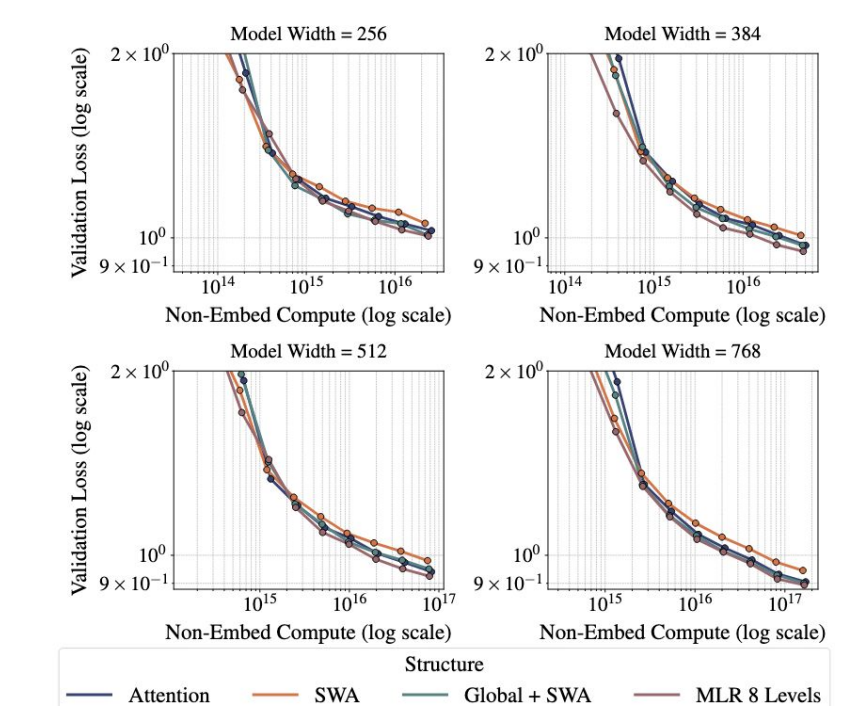 Model Width = 256
Model Width = 384
Validation Loss (log scale)
2 × 10⁰
10⁰
9 × 10⁻¹
10¹⁴ 10¹⁵ 10¹⁶
Non-Embed Compute (log scale)
2 × 10⁰
10⁰
9 × 10⁻¹
10¹⁴ 10¹⁵ 10¹⁶
Non-Embed Compute (log scale)
Model Width = 512
Model Width = 768
Validation Loss (log scale)
2 × 10⁰
10⁰
9 × 10⁻¹
10¹⁵ 10¹⁶ 10¹⁷
Non-Embed Compute (log scale)
2 × 10⁰
10⁰
9 × 10⁻¹
10¹⁵ 10¹⁶ 10¹⁷
Non-Embed Compute (log scale)
Structure
Attention SWA Global + SWA MLR 8 Levels